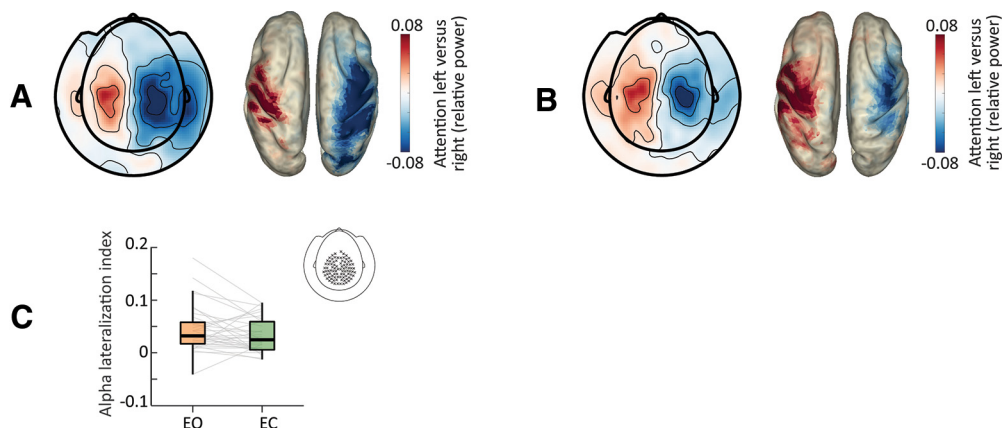 A
0.08
-0.08
Attention left versus
right (relative power)
B
0.08
-0.08
Attention left versus
right (relative power)
C
Alpha lateralization index
0.2
0.1
0
-0.1
EO
EC